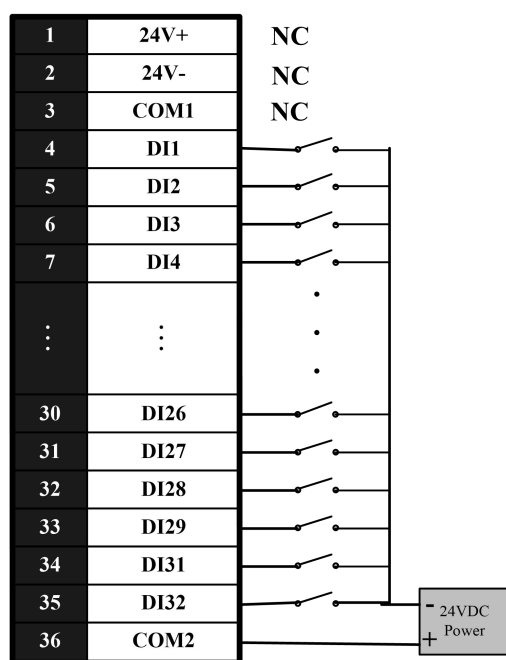 1 24V+ NC
2 24V- NC
3 COM1 NC
4 DI1
5 DI2
6 DI3
7 DI4
⋮ ⋮
30 DI26
31 DI27
32 DI28
33 DI29
34 DI31
35 DI32
- 24VDC
+ Power
36 COM2